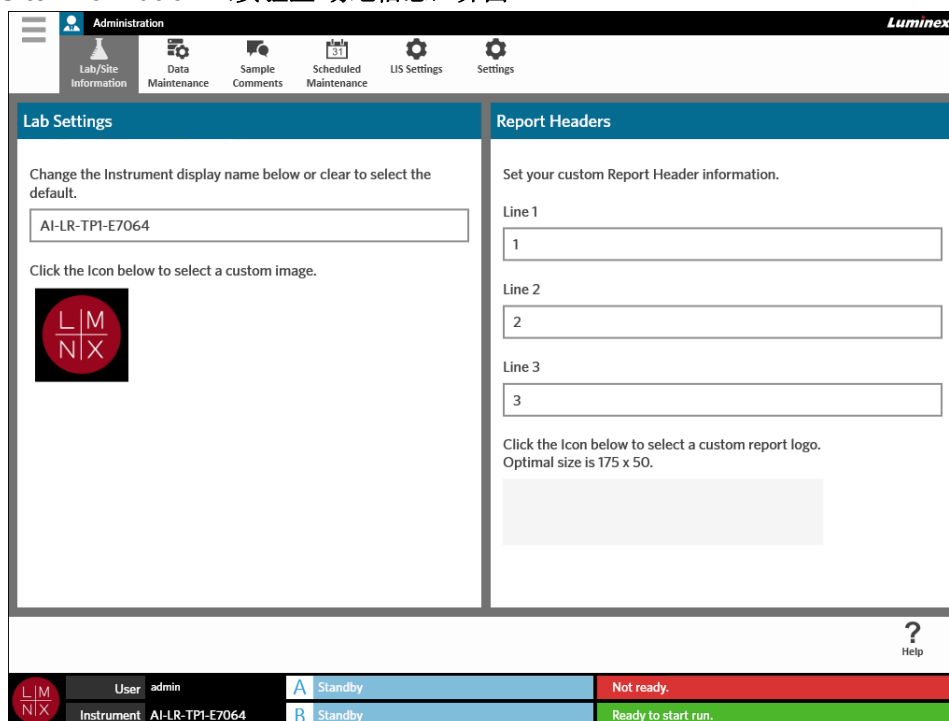 Administration
Luminex
Lab/Site
Information
Data
Maintenance
Sample
Comments
31
Scheduled
Maintenance
LIS Settings
Settings
Lab Settings
Change the Instrument display name below or clear to select the
default.
AI-LR-TP1-E7064
Click the Icon below to select a custom image.
L M
N X
Report Headers
Set your custom Report Header information.
Line 1
1
Line 2
2
Line 3
3
Click the Icon below to select a custom report logo.
Optimal size is 175 x 50.
?
Help
L M
N X
User admin
A Standby
Not ready.
Instrument AI-LR-TP1-E7064
B Standby
Ready to start run.